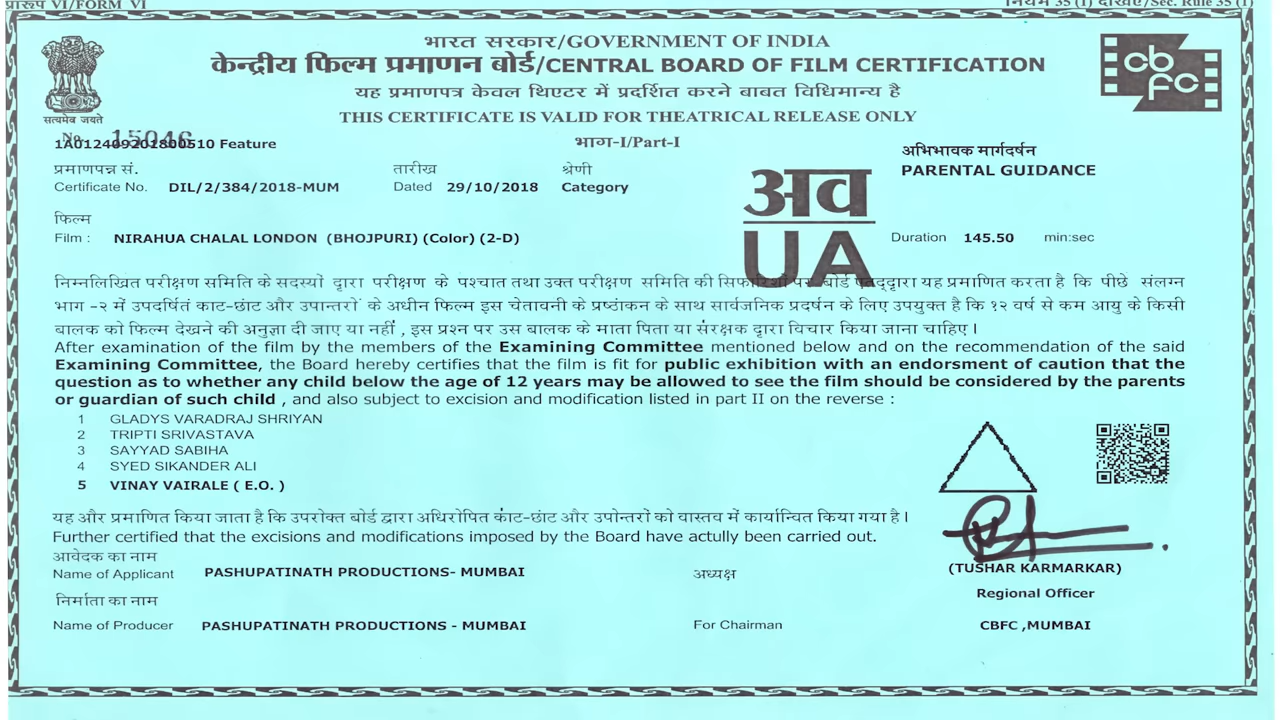 प्रारूप VI/FORM VI
नियम 35 (1) देखिए/Sec. Rule 35 (1)
भारत सरकार/GOVERNMENT OF INDIA
केन्द्रीय फिल्म प्रमाणन बोर्ड/CENTRAL BOARD OF FILM CERTIFICATION
यह प्रमाणपत्र केवल थिएटर में प्रदर्शित करने बाबत विधिमान्य है
THIS CERTIFICATE IS VALID FOR THEATRICAL RELEASE ONLY
सत्यमेव जयते
cb
fc
No. 15046
1A012409201800510 Feature
भाग-I/Part-I
अभिभावक मार्गदर्षन
PARENTAL GUIDANCE
प्रमाणपन्न सं. तारीख श्रेणी
Certificate No. DIL/2/384/2018-MUM Dated 29/10/2018 Category
अव
UA
फिल्म
Film : NIRAHUA CHALAL LONDON (BHOJPURI) (Color) (2-D)
Duration 145.50 min:sec
निम्नलिखित परीक्षण समिति के सदस्यों द्वारा परीक्षण के पश्चात तथा उक्त परीक्षण समिति की सिफारिशों पर बोर्ड एतद्द्वारा यह प्रमाणित करता है कि पीछे संलग्न
भाग -२ में उपदर्षित काट-छांट और उपान्तरों के अधीन फिल्म इस चेतावनी के प्रष्ठांकन के साथ सार्वजनिक प्रदर्षन के लिए उपयुक्त है कि १२ वर्ष से कम आयु के किसी
बालक को फिल्म देखने की अनुज्ञा दी जाए या नहीं , इस प्रश्न पर उस बालक के माता पिता या संरक्षक द्वारा विचार किया जाना चाहिए ।
After examination of the film by the members of the Examining Committee mentioned below and on the recommendation of the said
Examining Committee, the Board hereby certifies that the film is fit for public exhibition with an endorsment of caution that the
question as to whether any child below the age of 12 years may be allowed to see the film should be considered by the parents
or guardian of such child , and also subject to excision and modification listed in part II on the reverse :
1 GLADYS VARADRAJ SHRIYAN
2 TRIPTI SRIVASTAVA
3 SAYYAD SABIHA
4 SYED SIKANDER ALI
5 VINAY VAIRALE ( E.O. )
यह और प्रमाणित किया जाता है कि उपरोक्त बोर्ड द्वारा अधिरोपित काट-छांट और उपोन्तरों को वास्तव में कार्यान्वित किया गया है ।
Further certified that the excisions and modifications imposed by the Board have actully been carried out.
आवेदक का नाम
Name of Applicant PASHUPATINATH PRODUCTIONS- MUMBAI
अध्यक्ष
(TUSHAR KARMARKAR)
Regional Officer
निर्माता का नाम
Name of Producer PASHUPATINATH PRODUCTIONS - MUMBAI
For Chairman
CBFC ,MUMBAI